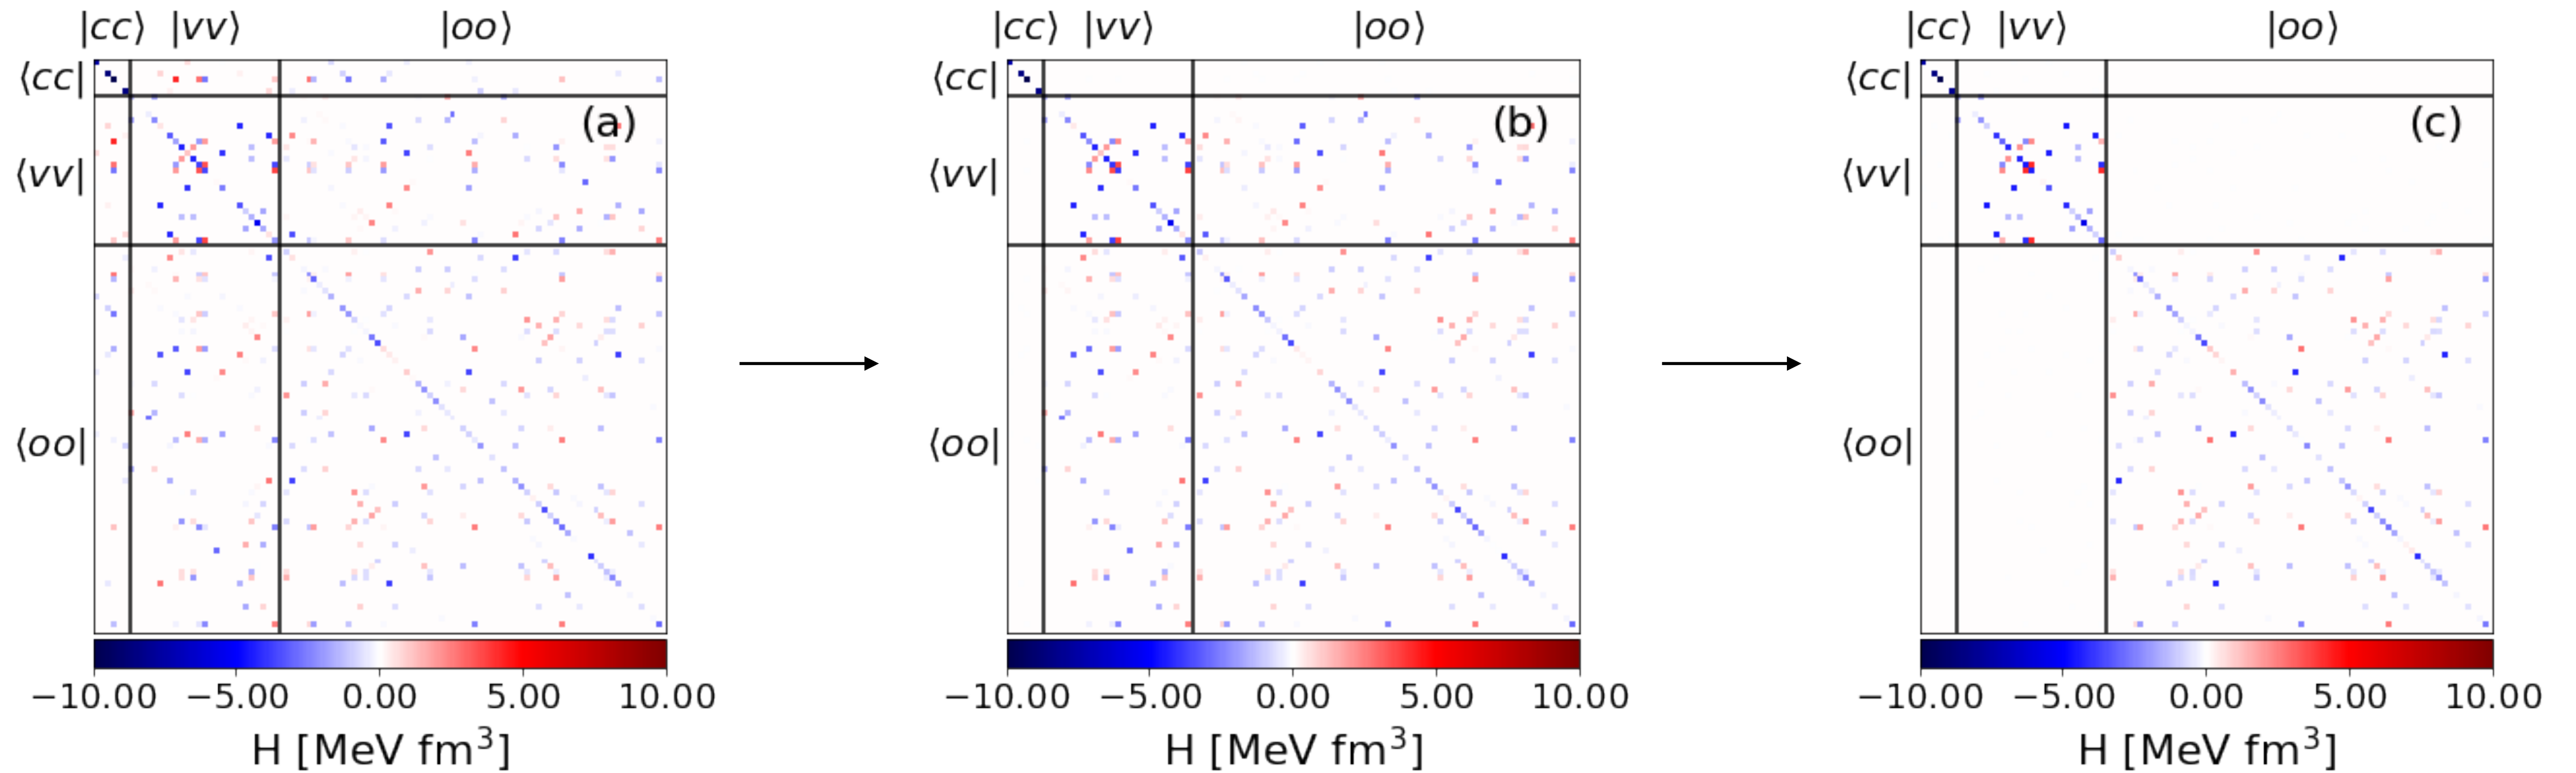 |cc⟩ |vv⟩ |oo⟩
⟨cc|
⟨vv|
⟨oo|
(a)
−10.00 −5.00 0.00 5.00 10.00
H [MeV fm³]
|cc⟩ |vv⟩ |oo⟩
⟨cc|
⟨vv|
⟨oo|
(b)
−10.00 −5.00 0.00 5.00 10.00
H [MeV fm³]
|cc⟩ |vv⟩ |oo⟩
⟨cc|
⟨vv|
⟨oo|
(c)
−10.00 −5.00 0.00 5.00 10.00
H [MeV fm³]